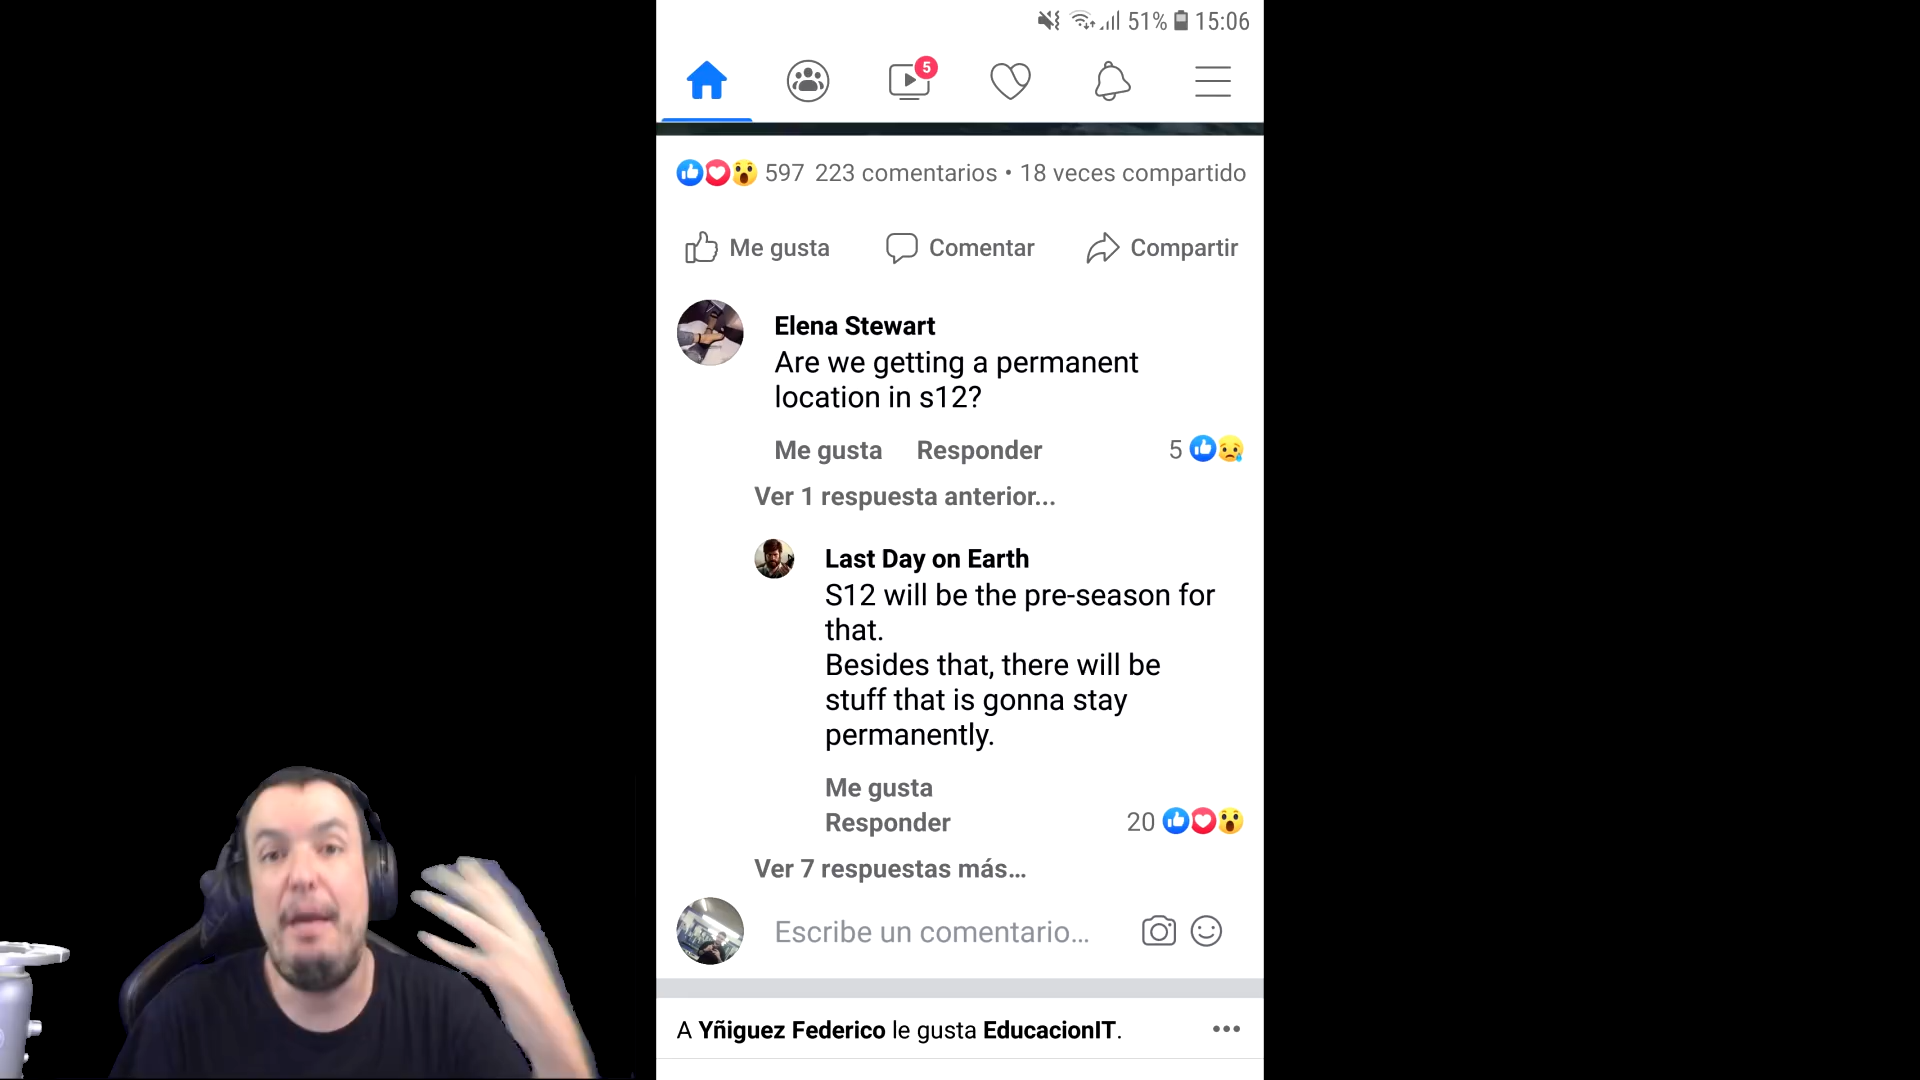 51% 15:06
5
597 223 comentarios • 18 veces compartido
Me gusta Comentar Compartir
Elena Stewart
Are we getting a permanent
location in s12?
Me gusta Responder 5
Ver 1 respuesta anterior...
Last Day on Earth
S12 will be the pre-season for
that.
Besides that, there will be
stuff that is gonna stay
permanently.
Me gusta
Responder 20
Ver 7 respuestas más...
Escribe un comentario...
A Yñiguez Federico le gusta EducacionIT.